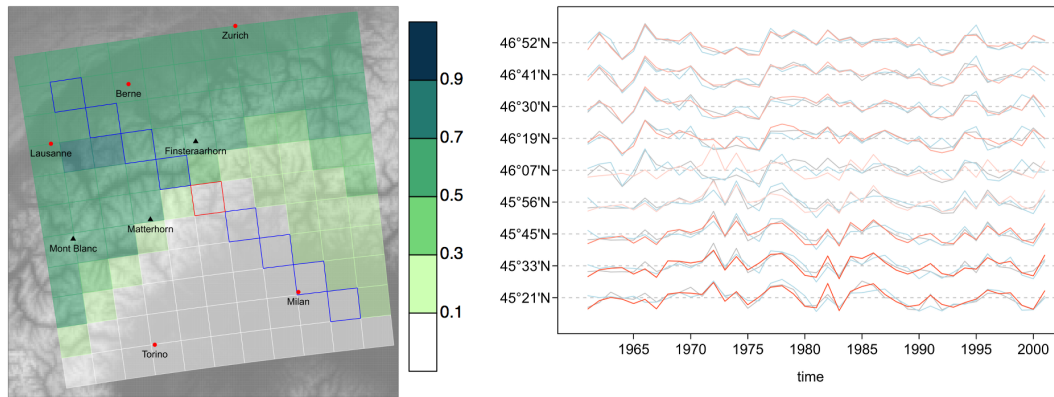 Zurich
Berne
Lausanne
Finsteraarhorn
Matterhorn
Mont Blanc
Milan
Torino
0.9
0.7
0.5
0.3
0.1
46°52'N
46°41'N
46°30'N
46°19'N
46°07'N
45°56'N
45°45'N
45°33'N
45°21'N
1965 1970 1975 1980 1985 1990 1995 2000
time